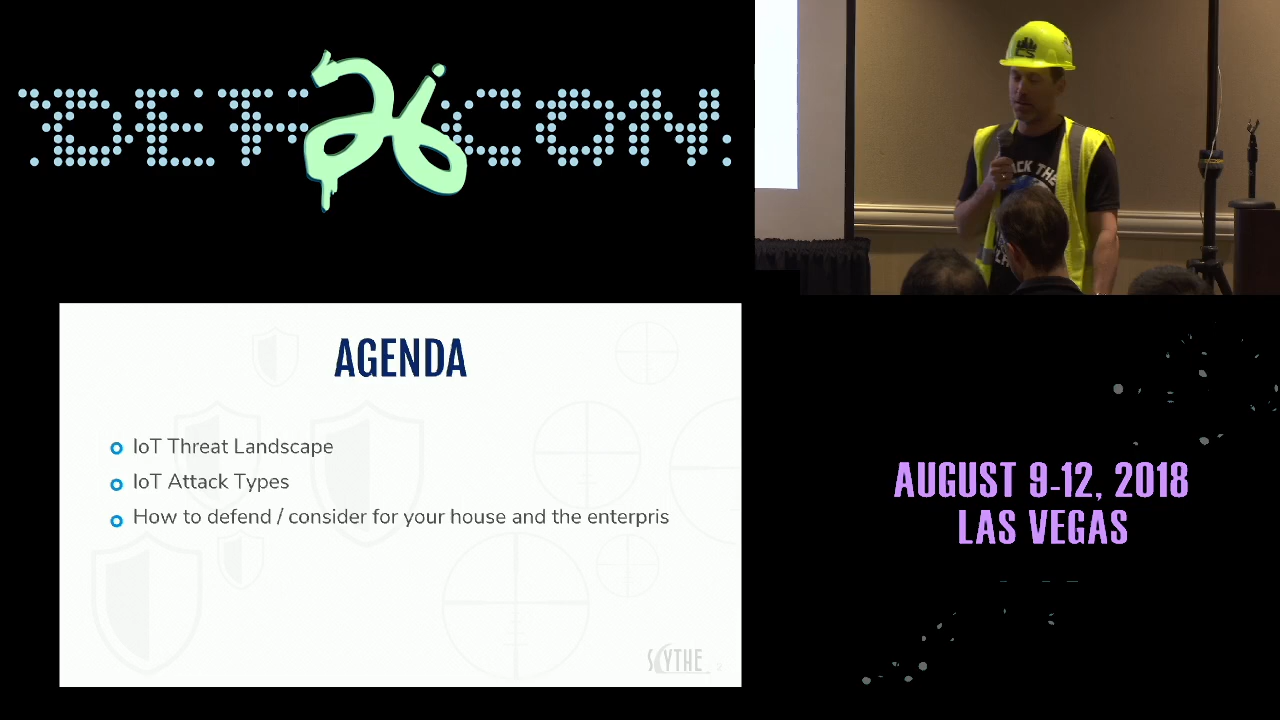 DEF 26 CON
AGENDA
IoT Threat Landscape
IoT Attack Types
How to defend / consider for your house and the enterpris
SCYTHE
AUGUST 9-12, 2018
LAS VEGAS